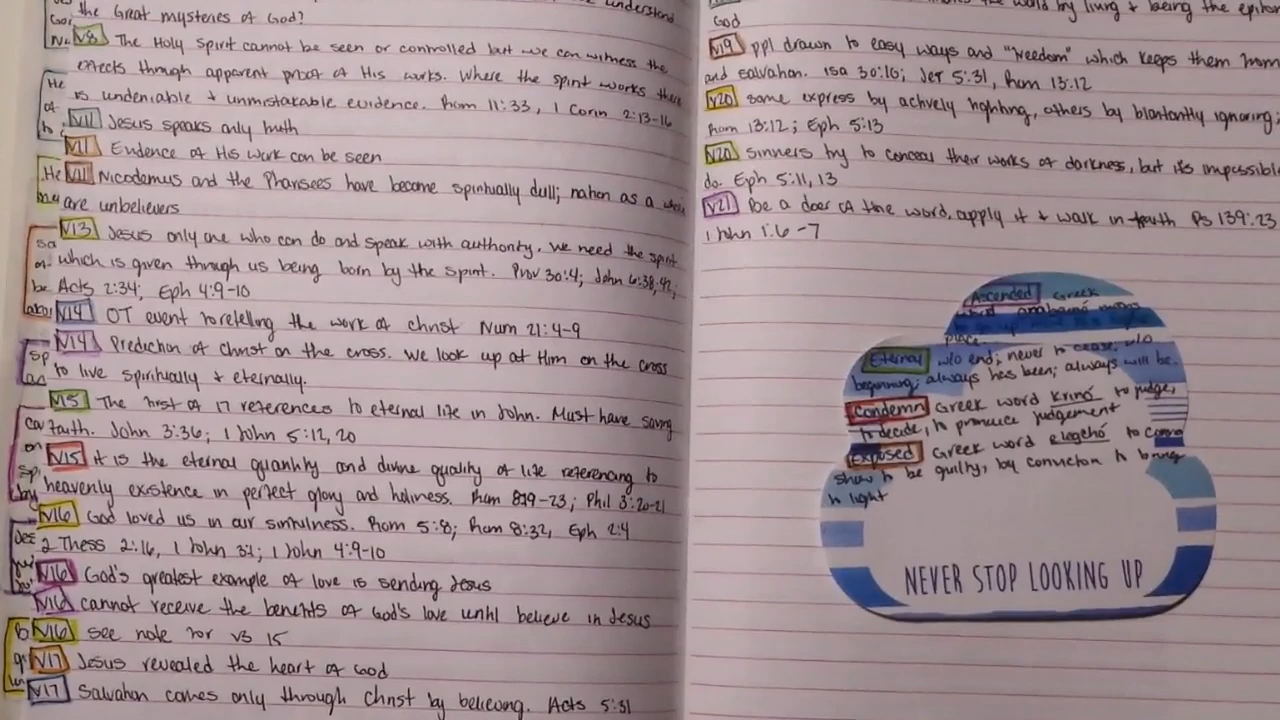 understand
the Great mysteries of God?
V8 The Holy Spirit cannot be seen or controlled but we can witness the
effects through apparent proof of His works. Where the spirit works there
is undeniable + unmistakable evidence. Rom 11:33, 1 Corin 2:13-16
V11 Jesus speaks only truth
V11 Evidence of His work can be seen
V11 Nicodemus and the Pharisees have become spiritually dull; nation as a whole
are unbelievers
V13 Jesus only one who can do and speak with authority. We need the spirit
which is given through us being born by the spirit. Prov 30:4; John 6:38,42;
Acts 2:34; Eph 4:9-10
V14 OT event foretelling the work of christ Num 21:4-9
V14 Prediction of Christ on the cross. We look up at Him on the cross
to live spiritually + eternally.
V15 The first of 17 references to eternal life in John. Must have saving
faith. John 3:36; 1 John 5:12,20
V15 it is the eternal quantity and divine quality of life referencing to
heavenly existence in perfect glory and holiness. Rom 8:19-23; Phil 3:20-21
V16 God loved us in our sinfulness. Rom 5:8; Rom 8:32, Eph 2:4
2 Thess 2:16, 1 John 3:1; 1 John 4:9-10
V16 God's greatest example of love is sending Jesus
V16 cannot receive the benefits of God's love until believe in Jesus
V16 see note for vs 15
V17 Jesus revealed the heart of God
V17 Salvation comes only through Christ by believing. Acts 5:31
the world by living + being the
God
V19 ppl drawn to easy ways and "freedom" which keeps them from
and salvation. Isa 30:10; Jer 5:31, Rom 13:12
V20 some express by actively fighting, others by blantantly ignoring;
Rom 13:12; Eph 5:13
V20 sinners try to conceal their works of darkness, but its impossible
do. Eph 5:11,13
V21 Be a doer of the word, apply it + walk in truth Ps 139:23
1 John 1:6-7
Ascended Greek
place.
Eternal w/o end; never to cease; w/o
beginning; always has been; always will be.
Condemn Greek word krinó to judge,
to decide, to pronounce judgement
Exposed Greek word elegchó to
show to be guilty, by conviction to bring
to light
NEVER STOP LOOKING UP